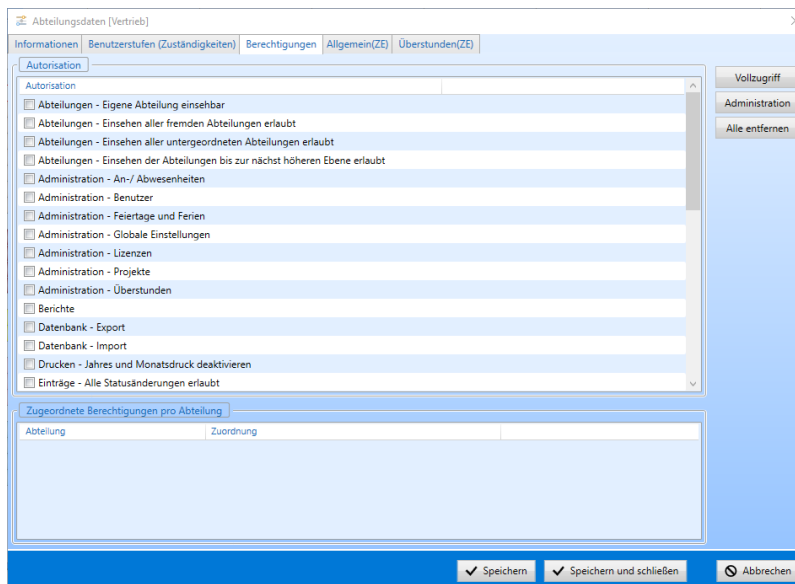 Abteilungsdaten [Vertrieb]
Informationen Benutzerstufen (Zuständigkeiten) Berechtigungen Allgemein(ZE) Überstunden(ZE)
Autorisation
Autorisation
Abteilungen - Eigene Abteilung einsehbar
Abteilungen - Einsehen aller fremden Abteilungen erlaubt
Abteilungen - Einsehen aller untergeordneten Abteilungen erlaubt
Abteilungen - Einsehen der Abteilungen bis zur nächst höheren Ebene erlaubt
Administration - An-/ Abwesenheiten
Administration - Benutzer
Administration - Feiertage und Ferien
Administration - Globale Einstellungen
Administration - Lizenzen
Administration - Projekte
Administration - Überstunden
Berichte
Datenbank - Export
Datenbank - Import
Drucken - Jahres und Monatsdruck deaktivieren
Einträge - Alle Statusänderungen erlaubt
Vollzugriff
Administration
Alle entfernen
Zugeordnete Berechtigungen pro Abteilung
Abteilung Zuordnung
Speichern Speichern und schließen Abbrechen